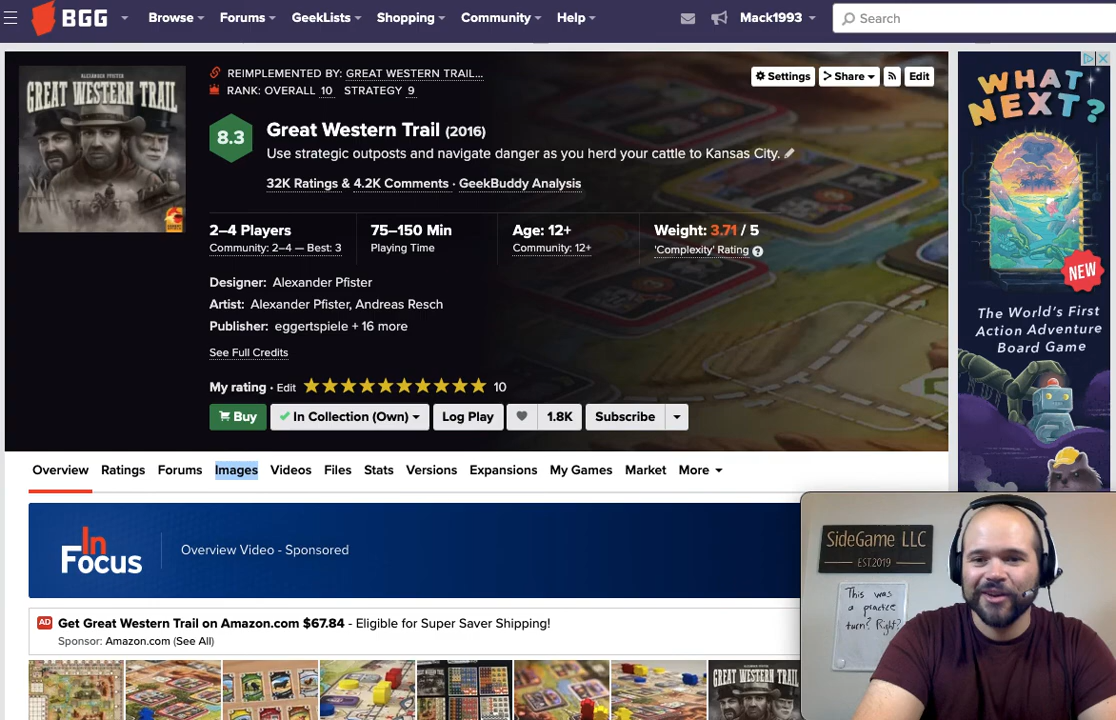 BGG
Browse
Forums
GeekLists
Shopping
Community
Help
Mack1993
Search
ALEXANDER PFISTER
GREAT WESTERN TRAIL
REIMPLEMENTED BY: GREAT WESTERN TRAIL...
RANK: OVERALL 10 STRATEGY 9
Settings
Share
Edit
8.3
Great Western Trail (2016)
Use strategic outposts and navigate danger as you herd your cattle to Kansas City.
32K Ratings & 4.2K Comments · GeekBuddy Analysis
2–4 Players
Community: 2–4 — Best: 3
75–150 Min
Playing Time
Age: 12+
Community: 12+
Weight: 3.71 / 5
'Complexity' Rating ?
Designer: Alexander Pfister
Artist: Alexander Pfister, Andreas Resch
Publisher: eggertspiele + 16 more
See Full Credits
My rating · Edit
10
Buy
In Collection (Own)
Log Play
1.8K
Subscribe
Overview
Ratings
Forums
Images
Videos
Files
Stats
Versions
Expansions
My Games
Market
More
In
Focus
Overview Video - Sponsored
AD
Get Great Western Trail on Amazon.com $67.84 - Eligible for Super Saver Shipping!
Sponsor: Amazon.com (See All)
GREAT WESTERN TRAIL
WHAT
NEXT?
NEW
The World's First
Action Adventure
Board Game
SideGame LLC
EST.2019
This was
a practice
turn? Right?